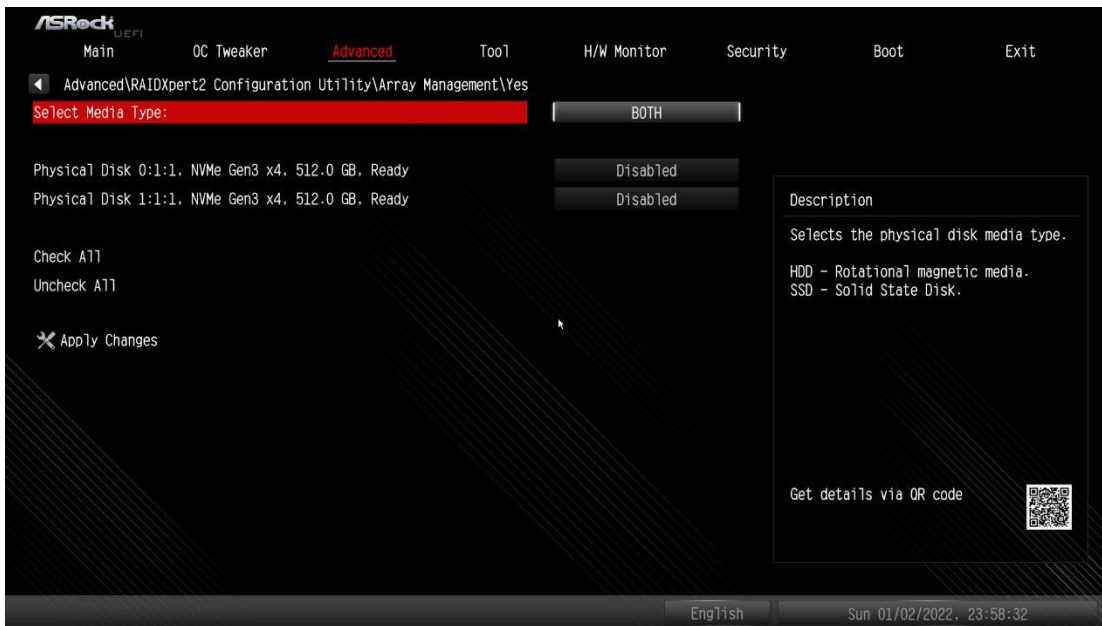 ASRock UEFI
Main OC Tweaker Advanced Tool H/W Monitor Security Boot Exit
Advanced\RAIDXpert2 Configuration Utility\Array Management\Yes
Select Media Type: BOTH
Physical Disk 0:1:1, NVMe Gen3 x4, 512.0 GB, Ready Disabled
Physical Disk 1:1:1, NVMe Gen3 x4, 512.0 GB, Ready Disabled
Check All
Uncheck All
Apply Changes
Description
Selects the physical disk media type.
HDD - Rotational magnetic media.
SSD - Solid State Disk.
Get details via QR code
English Sun 01/02/2022, 23:58:32